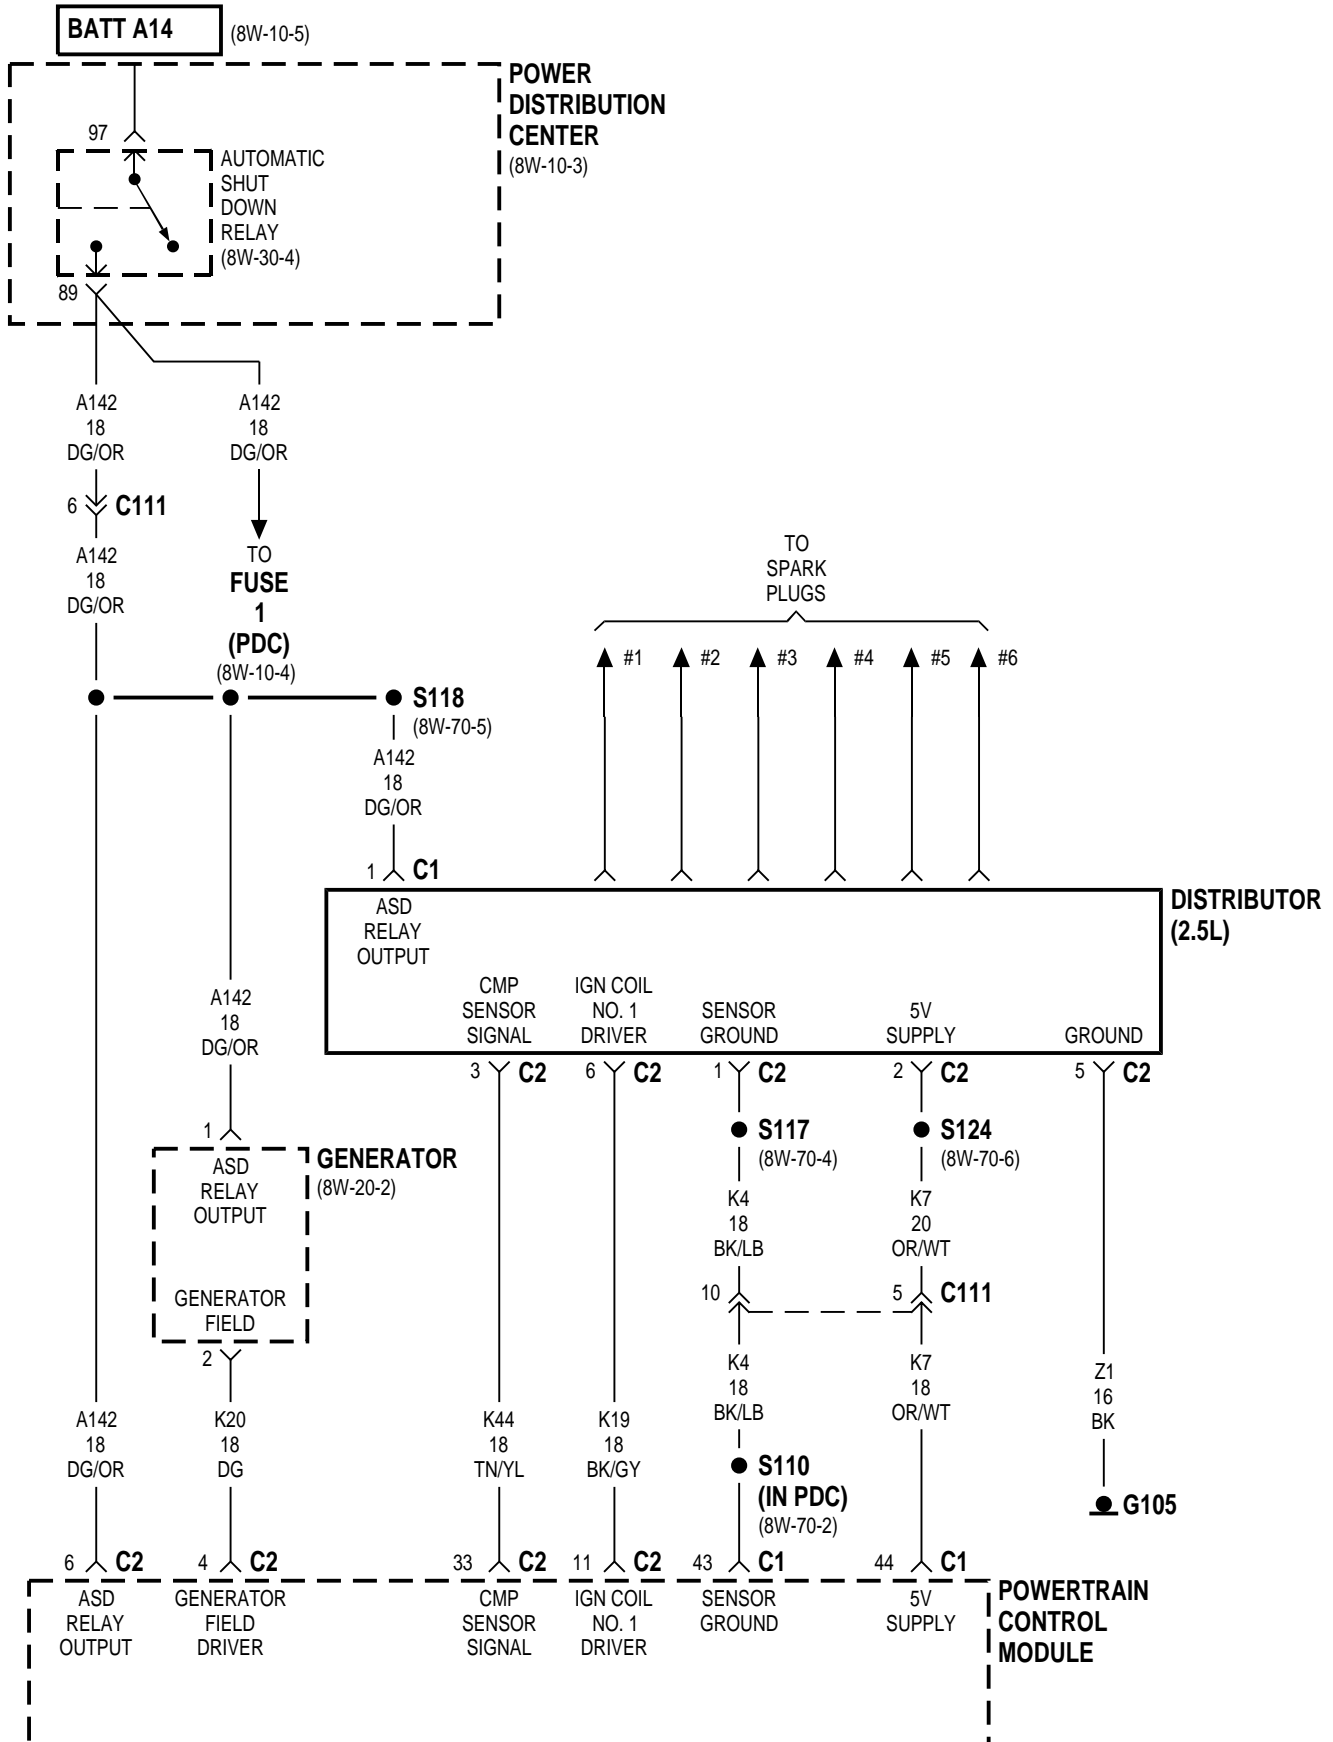 BATT A14
(8W-10-5)
POWER
DISTRIBUTION
CENTER
(8W-10-3)
97
AUTOMATIC
SHUT
DOWN
RELAY
(8W-30-4)
89
A142
18
DG/OR
A142
18
DG/OR
6
C111
A142
18
DG/OR
TO
FUSE
1
(PDC)
(8W-10-4)
S118
(8W-70-5)
A142
18
DG/OR
1
C1
TO
SPARK
PLUGS
#1
#2
#3
#4
#5
#6
DISTRIBUTOR
(2.5L)
ASD
RELAY
OUTPUT
CMP
SENSOR
SIGNAL
IGN COIL
NO. 1
DRIVER
SENSOR
GROUND
5V
SUPPLY
GROUND
3
C2
6
C2
1
C2
2
C2
5
C2
A142
18
DG/OR
1
GENERATOR
(8W-20-2)
ASD
RELAY
OUTPUT
GENERATOR
FIELD
2
S117
(8W-70-4)
S124
(8W-70-6)
K4
18
BK/LB
K7
20
OR/WT
10
5
C111
K4
18
BK/LB
K7
18
OR/WT
Z1
16
BK
A142
18
DG/OR
K20
18
DG
K44
18
TN/YL
K19
18
BK/GY
S110
(IN PDC)
(8W-70-2)
G105
6
C2
4
C2
33
C2
11
C2
43
C1
44
C1
ASD
RELAY
OUTPUT
GENERATOR
FIELD
DRIVER
CMP
SENSOR
SIGNAL
IGN COIL
NO. 1
DRIVER
SENSOR
GROUND
5V
SUPPLY
POWERTRAIN
CONTROL
MODULE